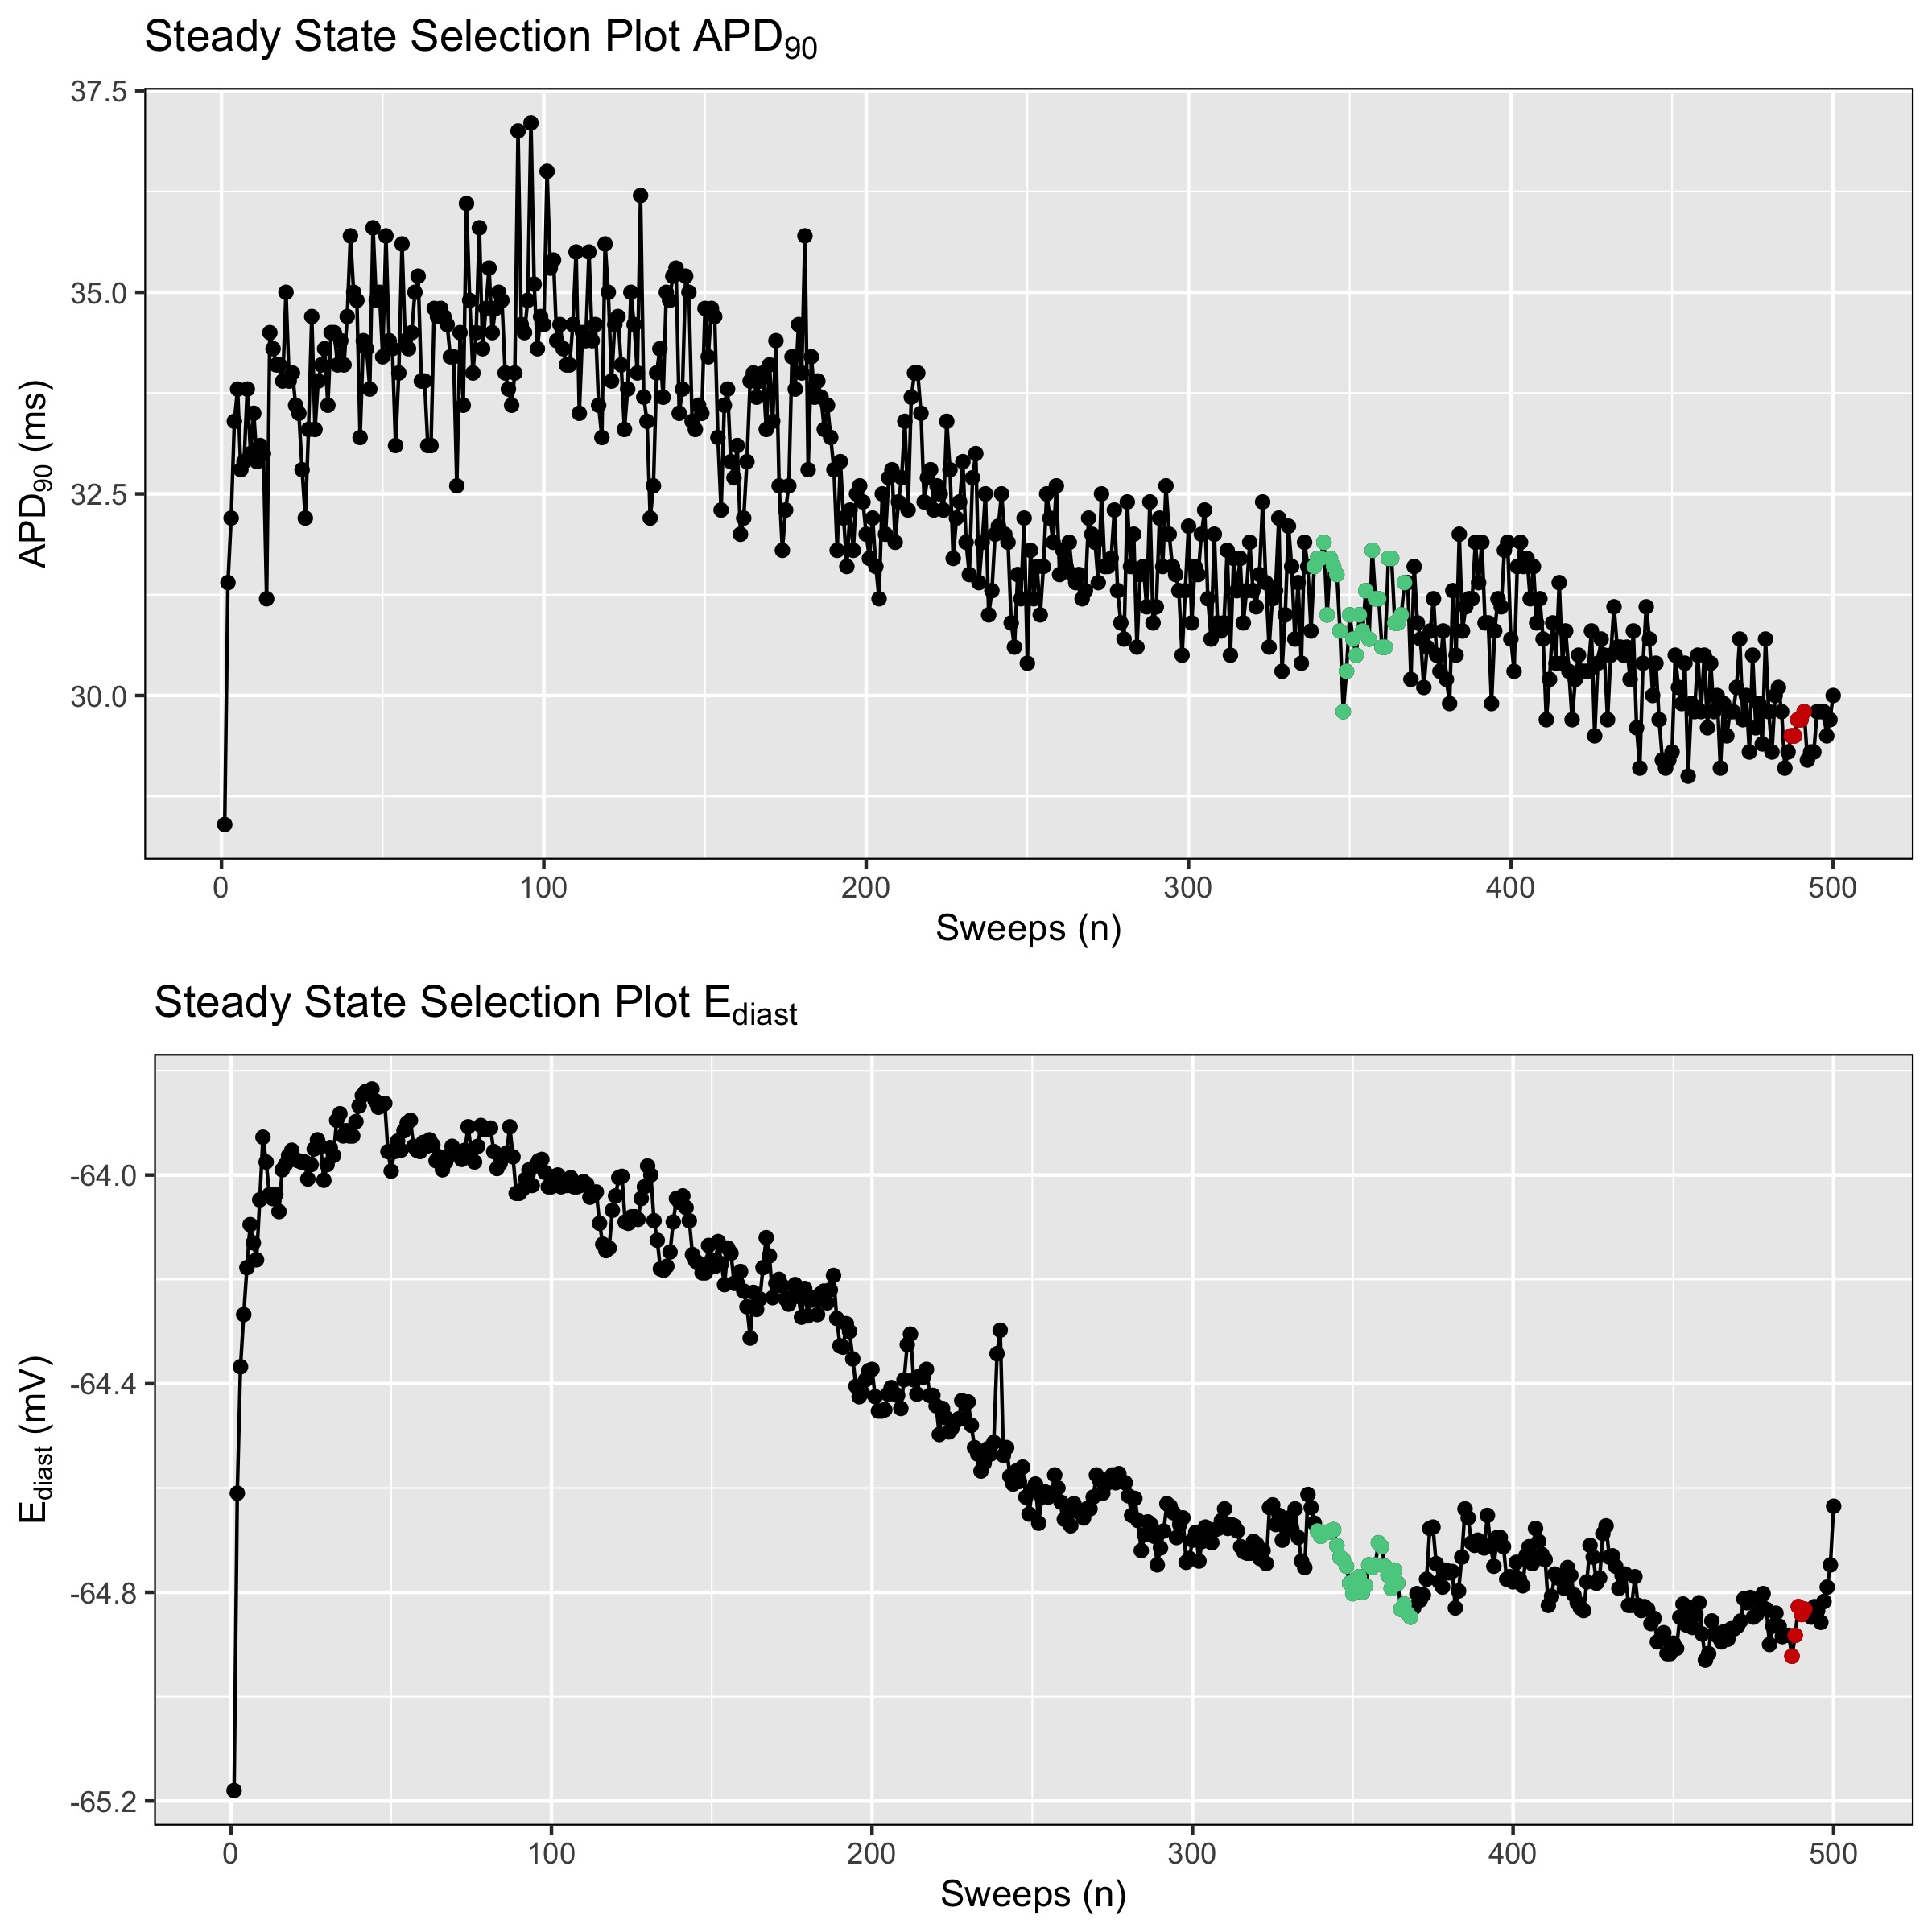 Steady State Selection Plot APD90
37.5
35.0
32.5
30.0
APD90 (ms)
0 100 200 300 400 500
Sweeps (n)
Steady State Selection Plot Ediast
-64.0
-64.4
-64.8
-65.2
Ediast (mV)
0 100 200 300 400 500
Sweeps (n)